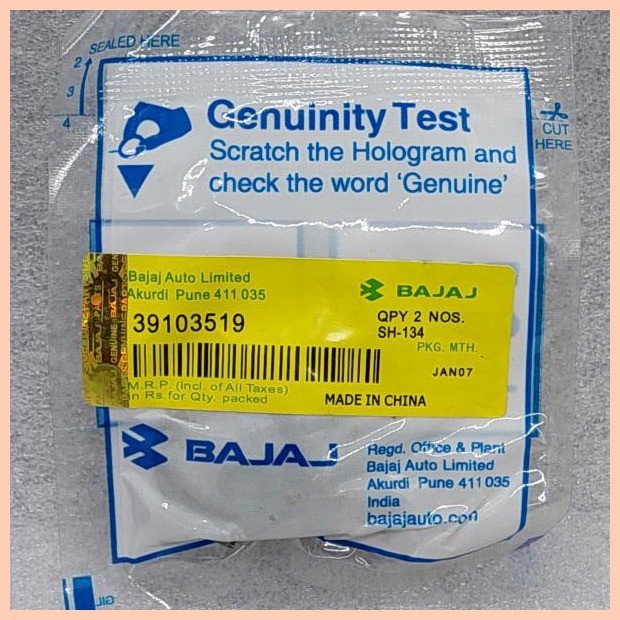 SEALED HERE
2
3
4
Genuinity Test
Scratch the Hologram and
check the word 'Genuine'
CUT
HERE
Bajaj Auto Limited
Akurdi Pune 411 035
BAJAJ
39103519
QPY 2 NOS.
SH-134
PKG. MTH.
JAN07
M.R.P. (Incl. of All Taxes)
in Rs. for Qty. packed
MADE IN CHINA
BAJAJ
Regd. Office & Plant
Bajaj Auto Limited
Akurdi Pune 411 035
India
bajajauto.com